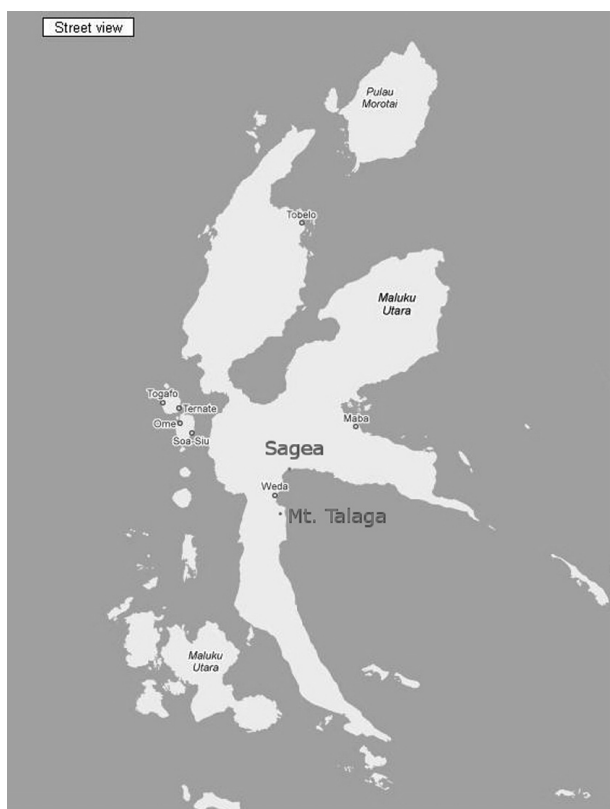 Street view
Pulau
Morotai
Tobelo
Maluku
Utara
Togafo
Ternate
Maba
Ome
Soa-Siu
Sagea
Weda
Mt. Talaga
Maluku
Utara